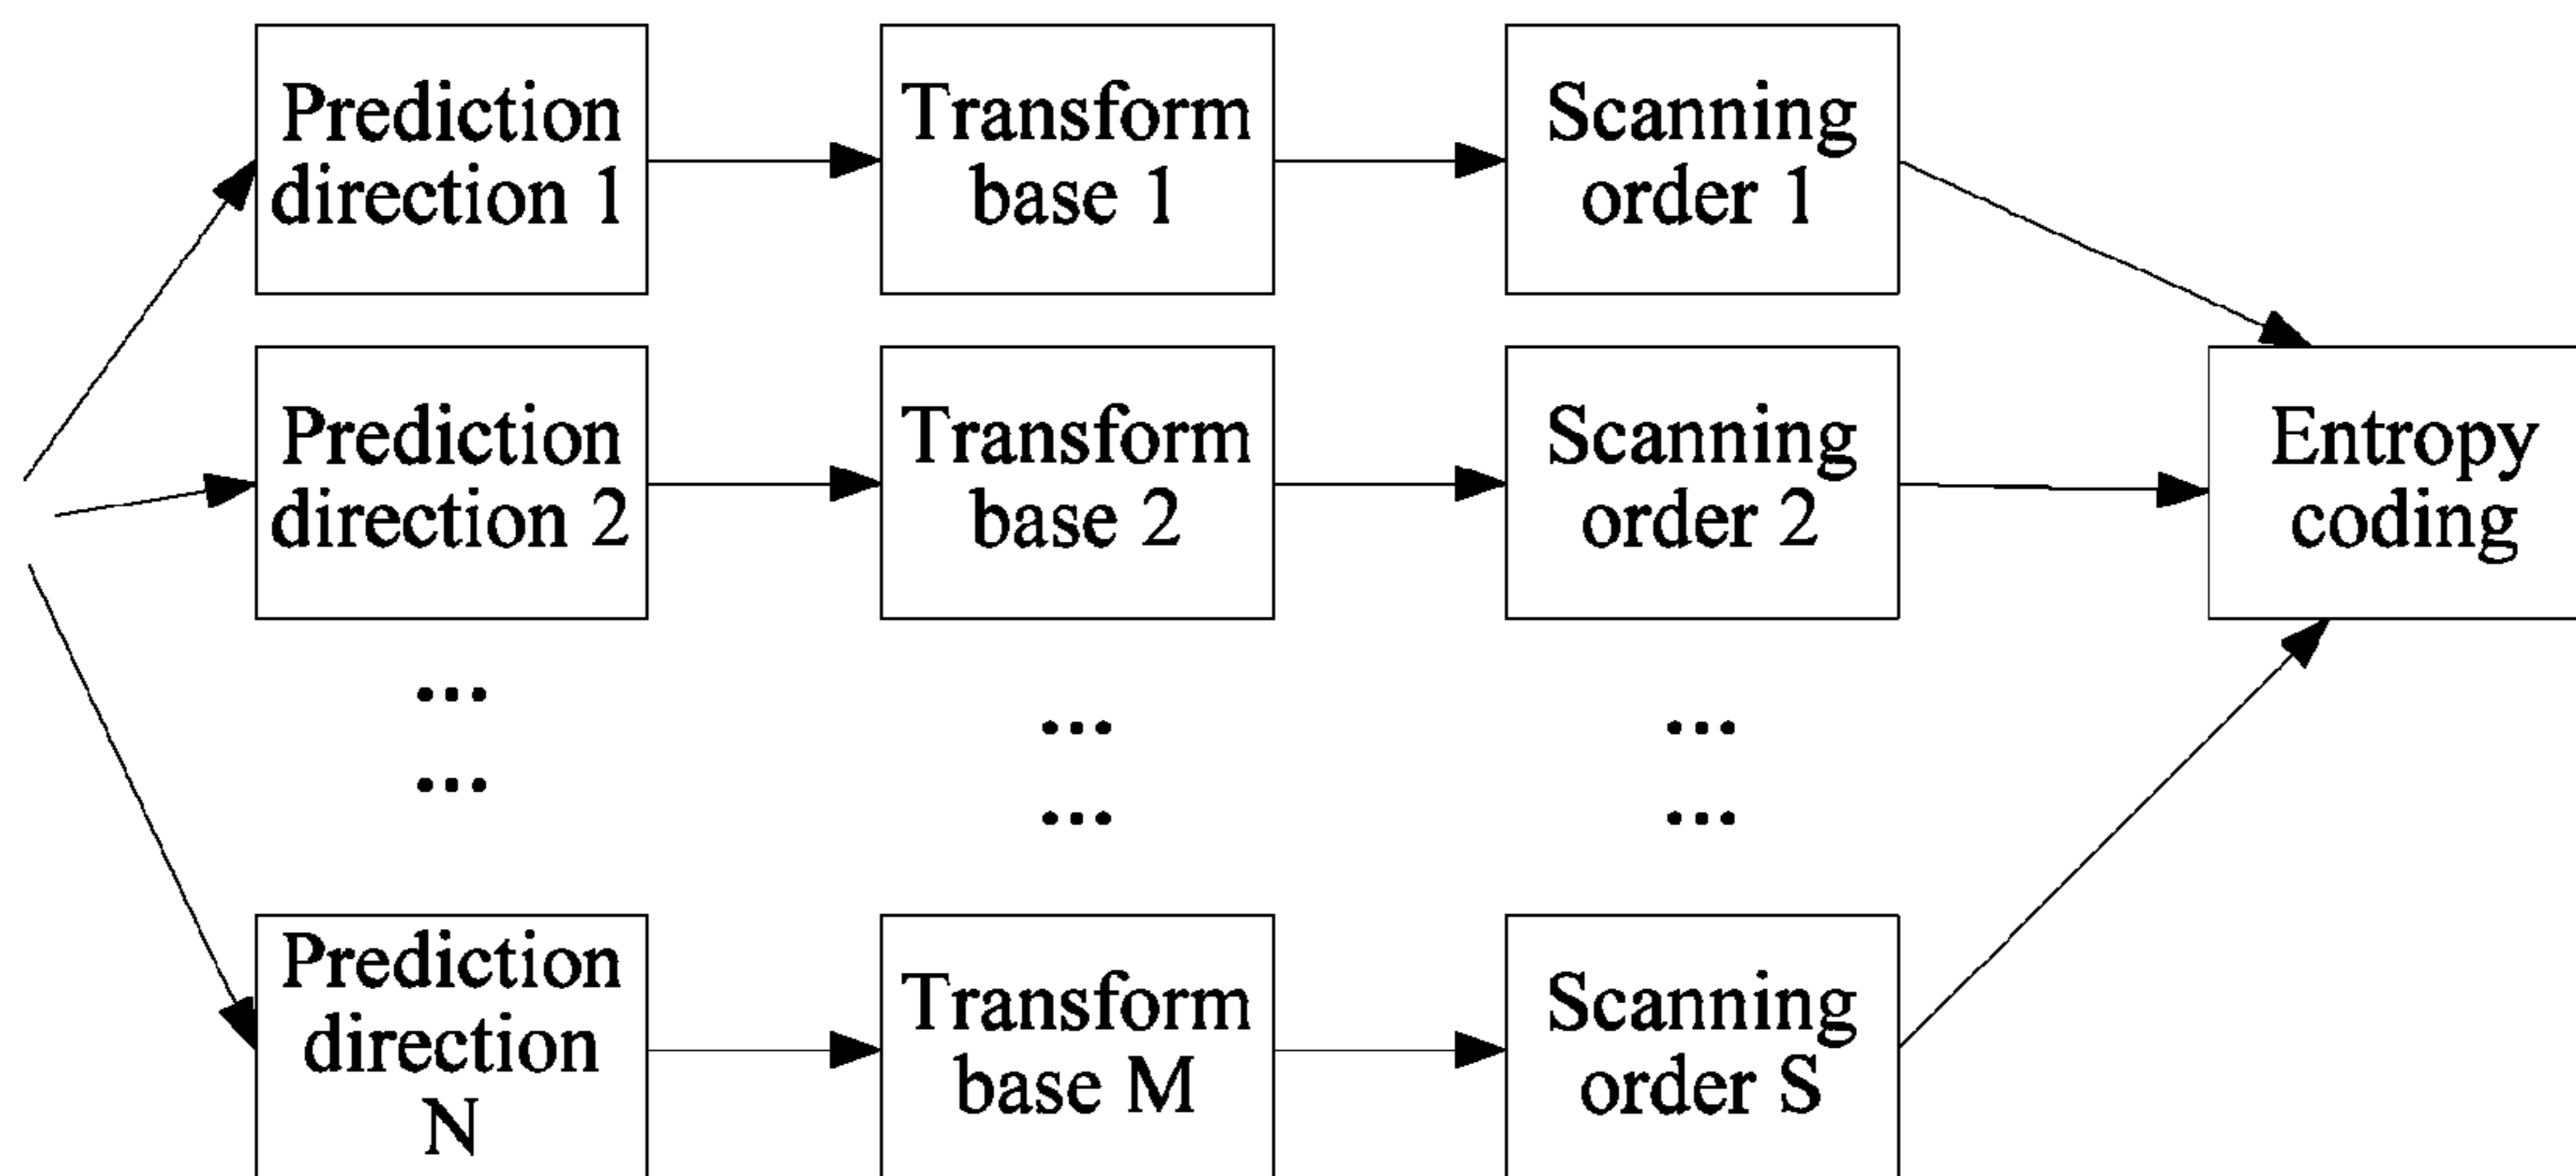 Prediction
direction 1
Transform
base 1
Scanning
order 1
Prediction
direction 2
Transform
base 2
Scanning
order 2
Entropy
coding
...
...
...
...
...
...
Prediction
direction
N
Transform
base M
Scanning
order S